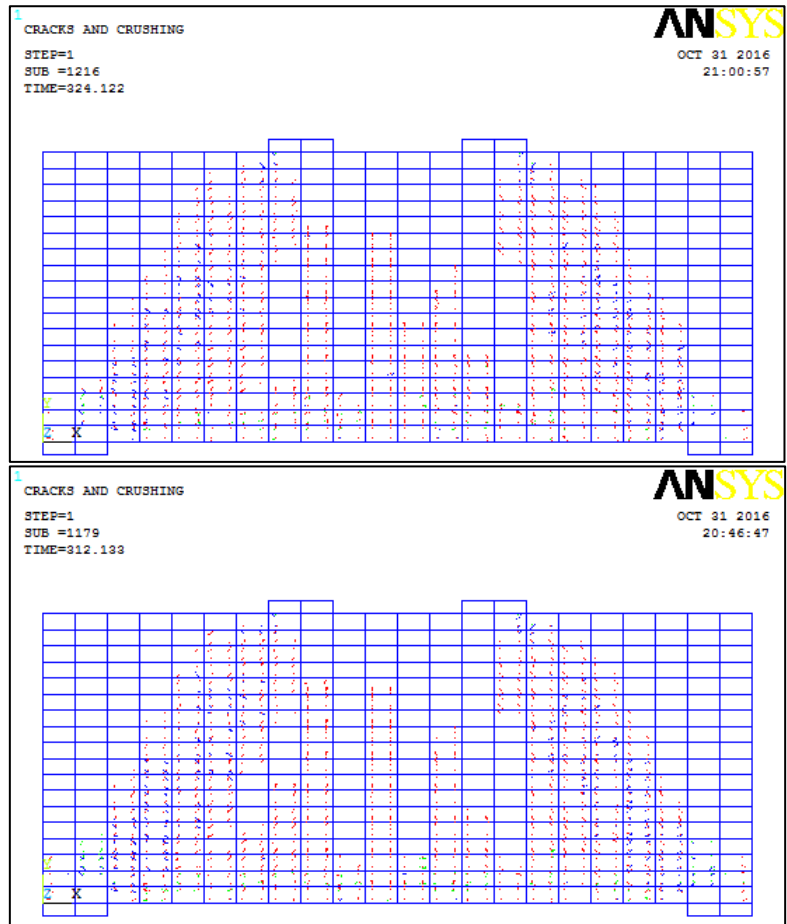 1
CRACKS AND CRUSHING
ANSYS
STEP=1
OCT 31 2016
SUB =1216
21:00:57
TIME=324.122
Y
Z X
1
CRACKS AND CRUSHING
ANSYS
STEP=1
OCT 31 2016
SUB =1179
20:46:47
TIME=312.133
Y
Z X